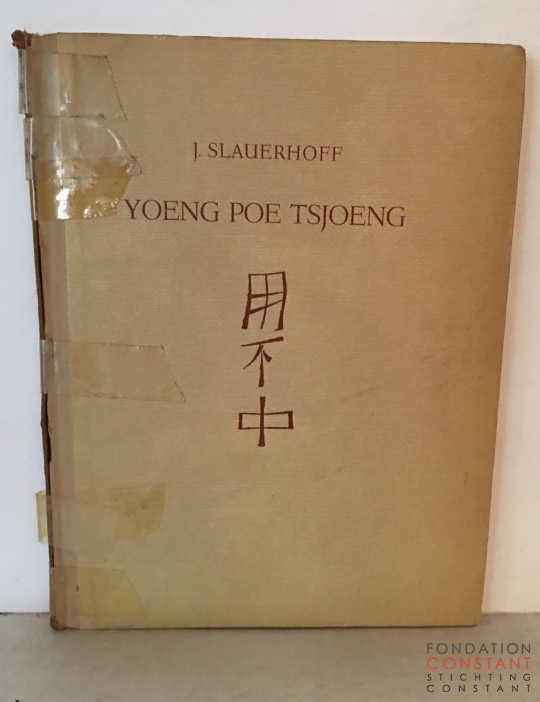 J. SLAUERHOFF
YOENG POE TSJOENG
用
不
中
FONDATION
CONSTANT
STICHTING
CONSTANT